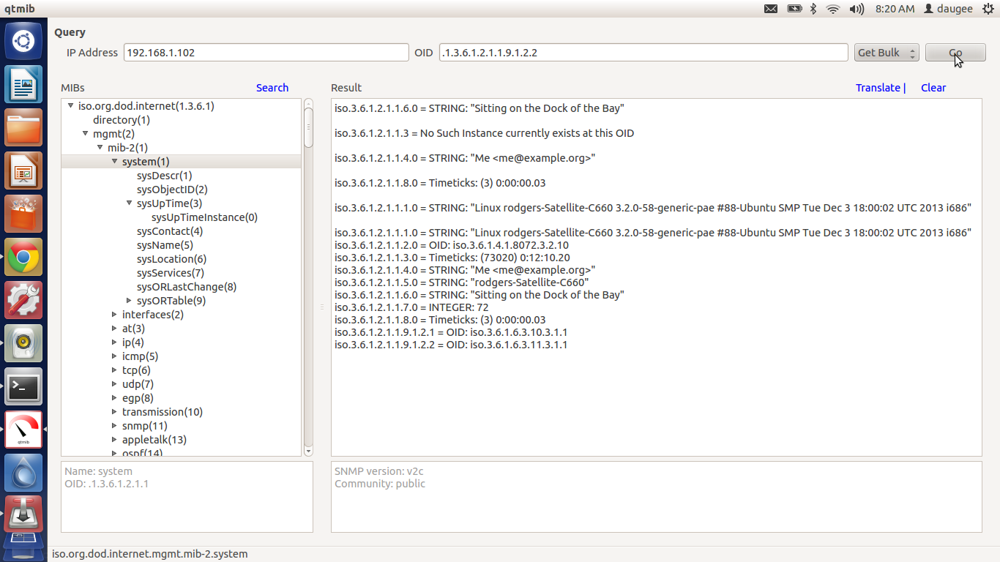 qtmib
8:20 AM daugee
Query
IP Address 192.168.1.102 OID .1.3.6.1.2.1.1.9.1.2.2 Get Bulk Go
MIBs Search Result Translate | Clear
iso.org.dod.internet(1.3.6.1)
directory(1)
mgmt(2)
mib-2(1)
system(1)
sysDescr(1)
sysObjectID(2)
sysUpTime(3)
sysUpTimeInstance(0)
sysContact(4)
sysName(5)
sysLocation(6)
sysServices(7)
sysORLastChange(8)
sysORTable(9)
interfaces(2)
at(3)
ip(4)
icmp(5)
tcp(6)
udp(7)
egp(8)
transmission(10)
snmp(11)
appletalk(13)
ospf(14)
iso.3.6.1.2.1.1.6.0 = STRING: "Sitting on the Dock of the Bay"
iso.3.6.1.2.1.1.3 = No Such Instance currently exists at this OID
iso.3.6.1.2.1.1.4.0 = STRING: "Me <me@example.org>"
iso.3.6.1.2.1.1.8.0 = Timeticks: (3) 0:00:00.03
iso.3.6.1.2.1.1.1.0 = STRING: "Linux rodgers-Satellite-C660 3.2.0-58-generic-pae #88-Ubuntu SMP Tue Dec 3 18:00:02 UTC 2013 i686"
iso.3.6.1.2.1.1.1.0 = STRING: "Linux rodgers-Satellite-C660 3.2.0-58-generic-pae #88-Ubuntu SMP Tue Dec 3 18:00:02 UTC 2013 i686"
iso.3.6.1.2.1.1.2.0 = OID: iso.3.6.1.4.1.8072.3.2.10
iso.3.6.1.2.1.1.3.0 = Timeticks: (73020) 0:12:10.20
iso.3.6.1.2.1.1.4.0 = STRING: "Me <me@example.org>"
iso.3.6.1.2.1.1.5.0 = STRING: "rodgers-Satellite-C660"
iso.3.6.1.2.1.1.6.0 = STRING: "Sitting on the Dock of the Bay"
iso.3.6.1.2.1.1.7.0 = INTEGER: 72
iso.3.6.1.2.1.1.8.0 = Timeticks: (3) 0:00:00.03
iso.3.6.1.2.1.1.9.1.2.1 = OID: iso.3.6.1.6.3.10.3.1.1
iso.3.6.1.2.1.1.9.1.2.2 = OID: iso.3.6.1.6.3.11.3.1.1
qtmib
Name: system
OID: .1.3.6.1.2.1.1
SNMP version: v2c
Community: public
iso.org.dod.internet.mgmt.mib-2.system